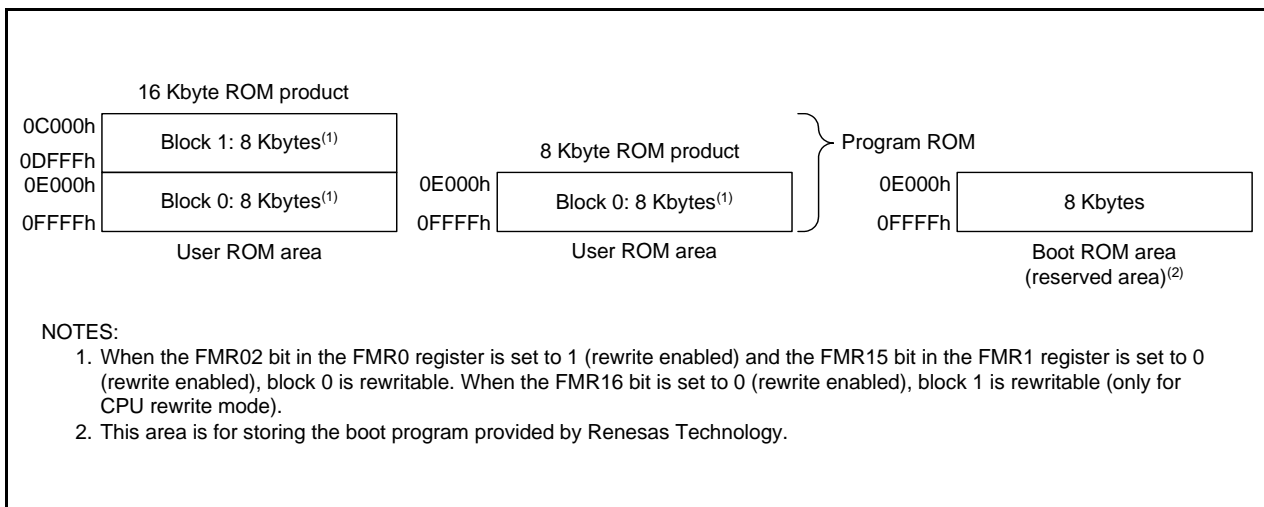 16 Kbyte ROM product
0C000h
Block 1: 8 Kbytes(1)
0DFFFh
0E000h
Block 0: 8 Kbytes(1)
0FFFFh
User ROM area
8 Kbyte ROM product
0E000h
Block 0: 8 Kbytes(1)
0FFFFh
User ROM area
Program ROM
0E000h
8 Kbytes
0FFFFh
Boot ROM area
(reserved area)(2)
NOTES:
1. When the FMR02 bit in the FMR0 register is set to 1 (rewrite enabled) and the FMR15 bit in the FMR1 register is set to 0
(rewrite enabled), block 0 is rewritable. When the FMR16 bit is set to 0 (rewrite enabled), block 1 is rewritable (only for
CPU rewrite mode).
2. This area is for storing the boot program provided by Renesas Technology.